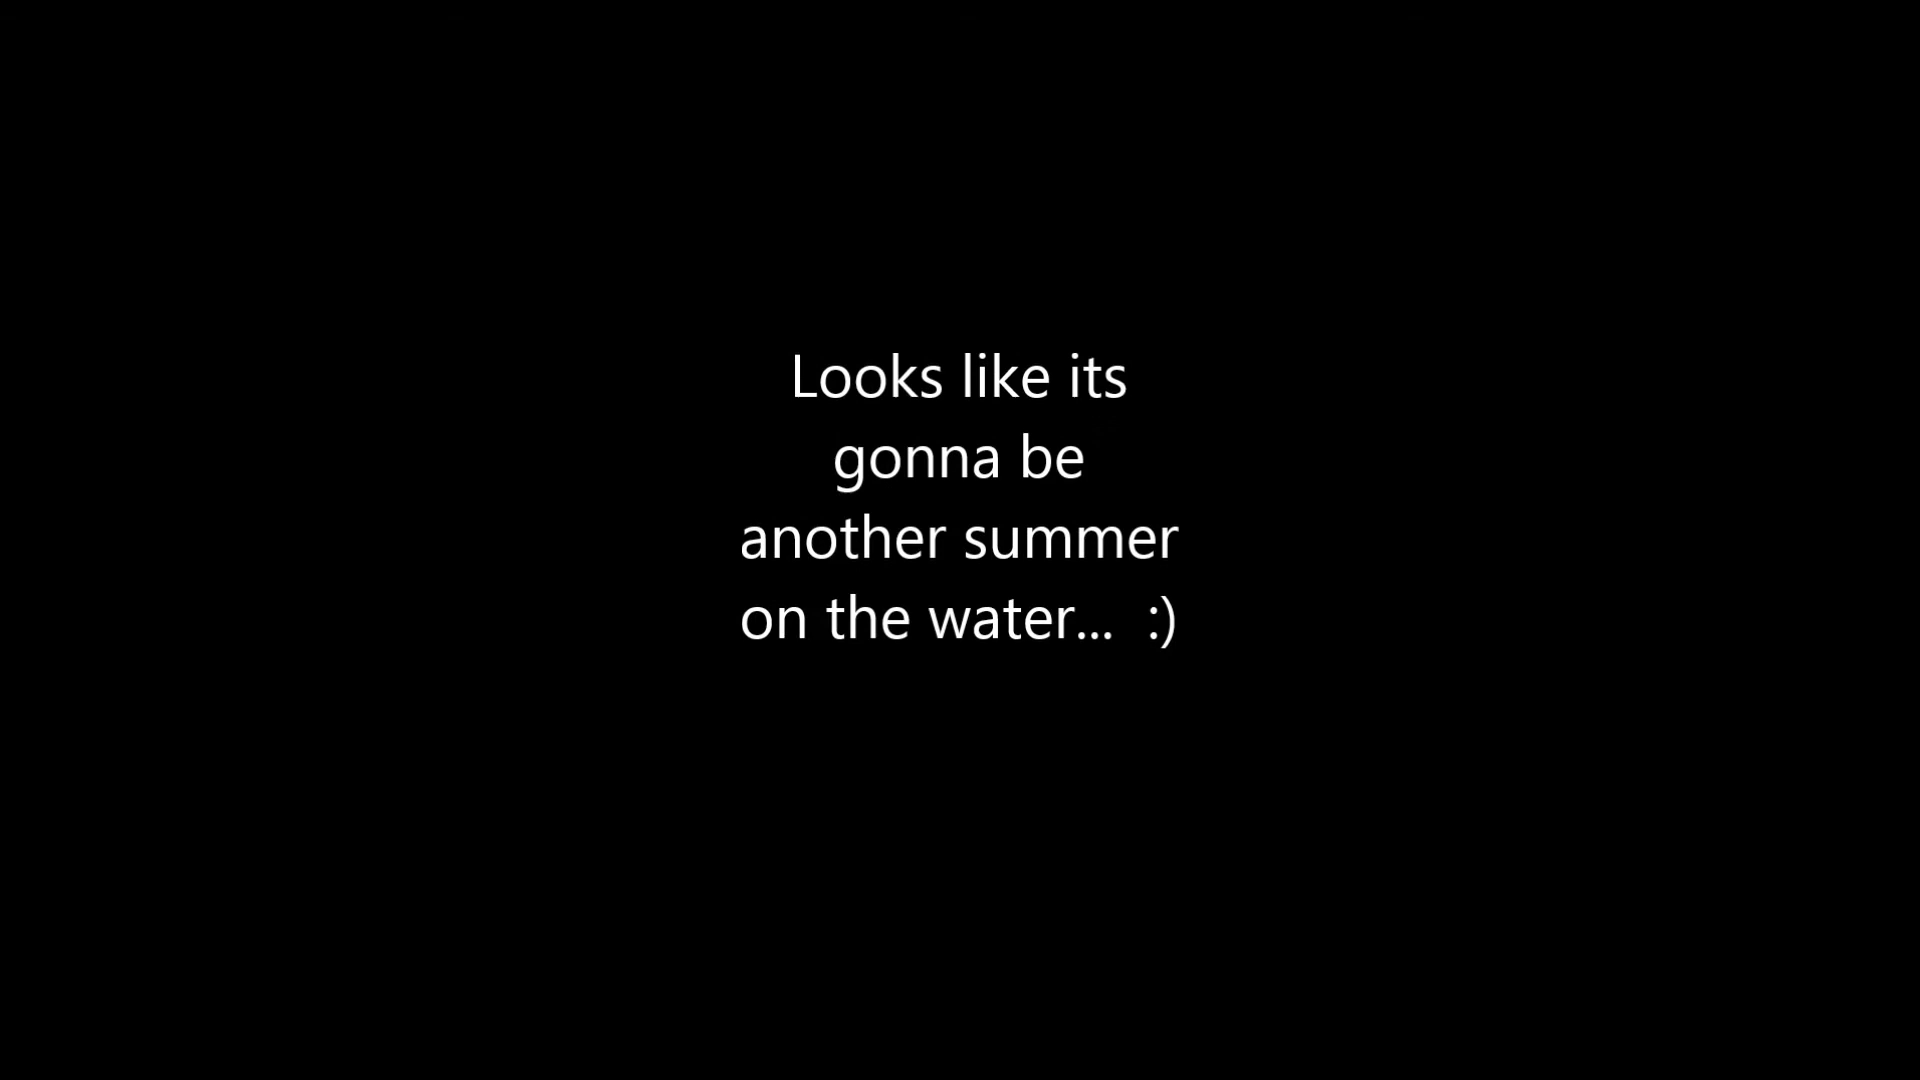 Looks like its
gonna be
another summer
on the water...  :)